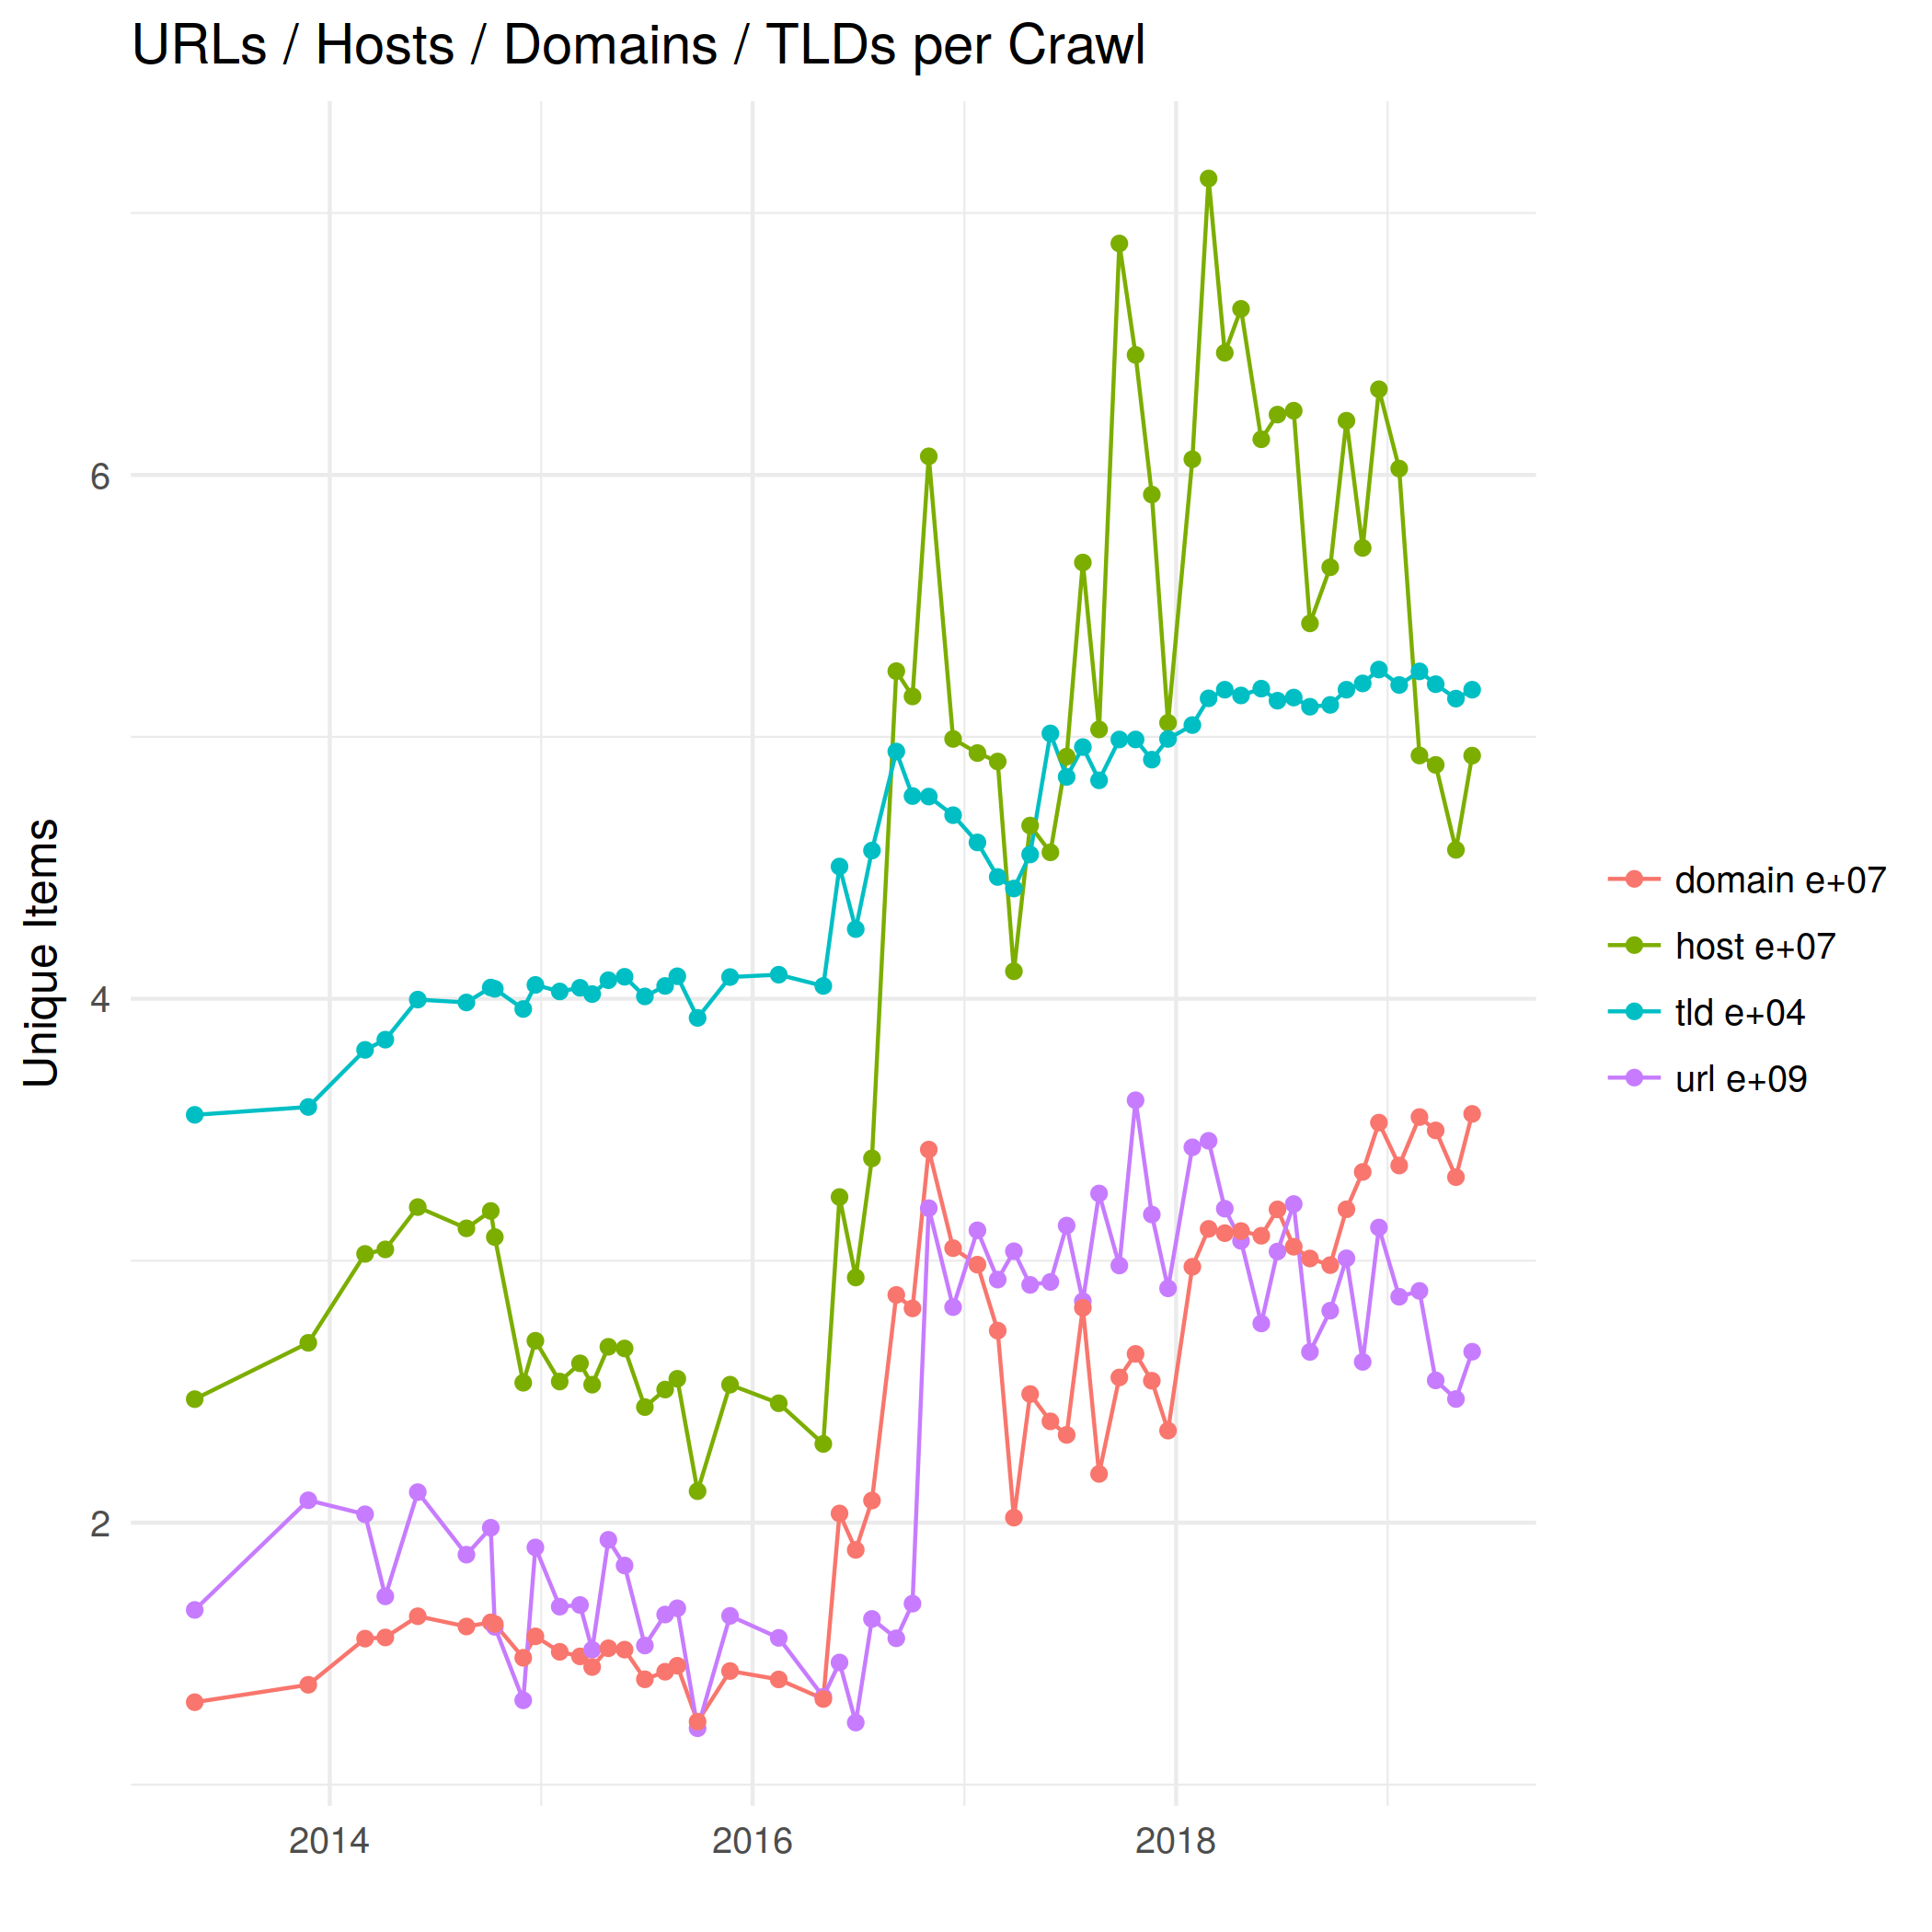 URLs / Hosts / Domains / TLDs per Crawl
Unique Items
6
4
2
2014
2016
2018
domain e+07
host e+07
tld e+04
url e+09